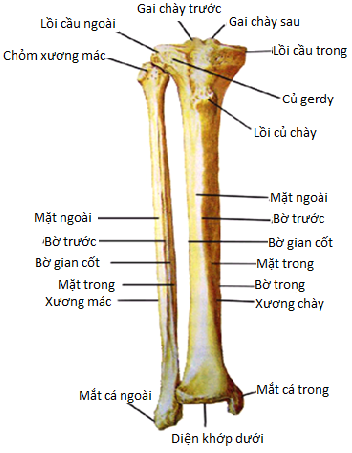 Gai chày trước
Lồi cầu ngoài
Gai chày sau
Chỏm xương mác
Lồi cầu trong
Củ gerdy
Lồi củ chày
Mặt ngoài
Mặt ngoài
Bờ trước
Bờ trước
Bờ gian cốt
Bờ gian cốt
Mặt trong
Mặt trong
Bờ trong
Xương mác
Xương chày
Mắt cá ngoài
Mắt cá trong
Diện khớp dưới